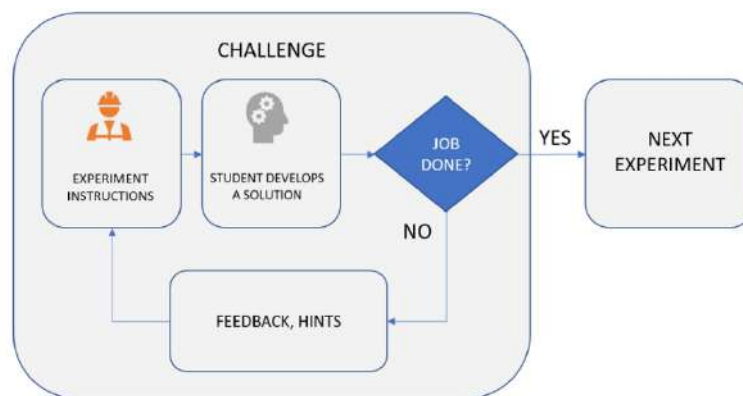 CHALLENGE
EXPERIMENT
INSTRUCTIONS
STUDENT DEVELOPS
A SOLUTION
JOB
DONE?
YES
NEXT
EXPERIMENT
NO
FEEDBACK, HINTS